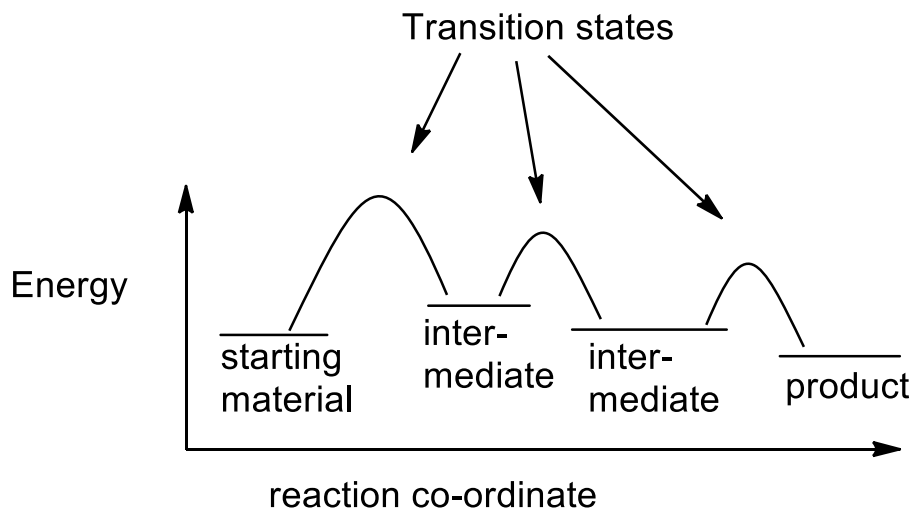 Transition states
Energy
starting
material
inter-
mediate
inter-
mediate
product
reaction co-ordinate